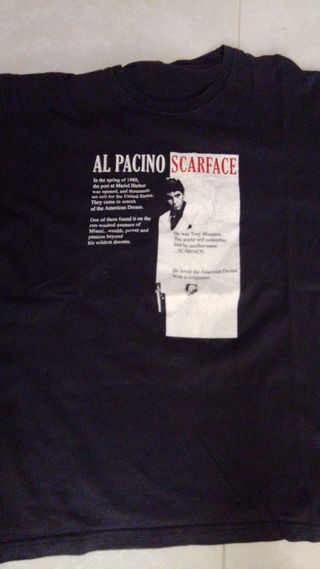 AL PACINO SCARFACE
In the spring of 1980,
the port at Mariel Harbor
was opened, and thousands
set sail for the United States.
They came in search
of the American Dream.
One of them found it on the
sun-washed avenues of
Miami... wealth, power and
passion beyond
his wildest dreams.
He was Tony Montana.
The world will remember
him by another name
...SCARFACE.
He loved the American Dream
With a vengeance.